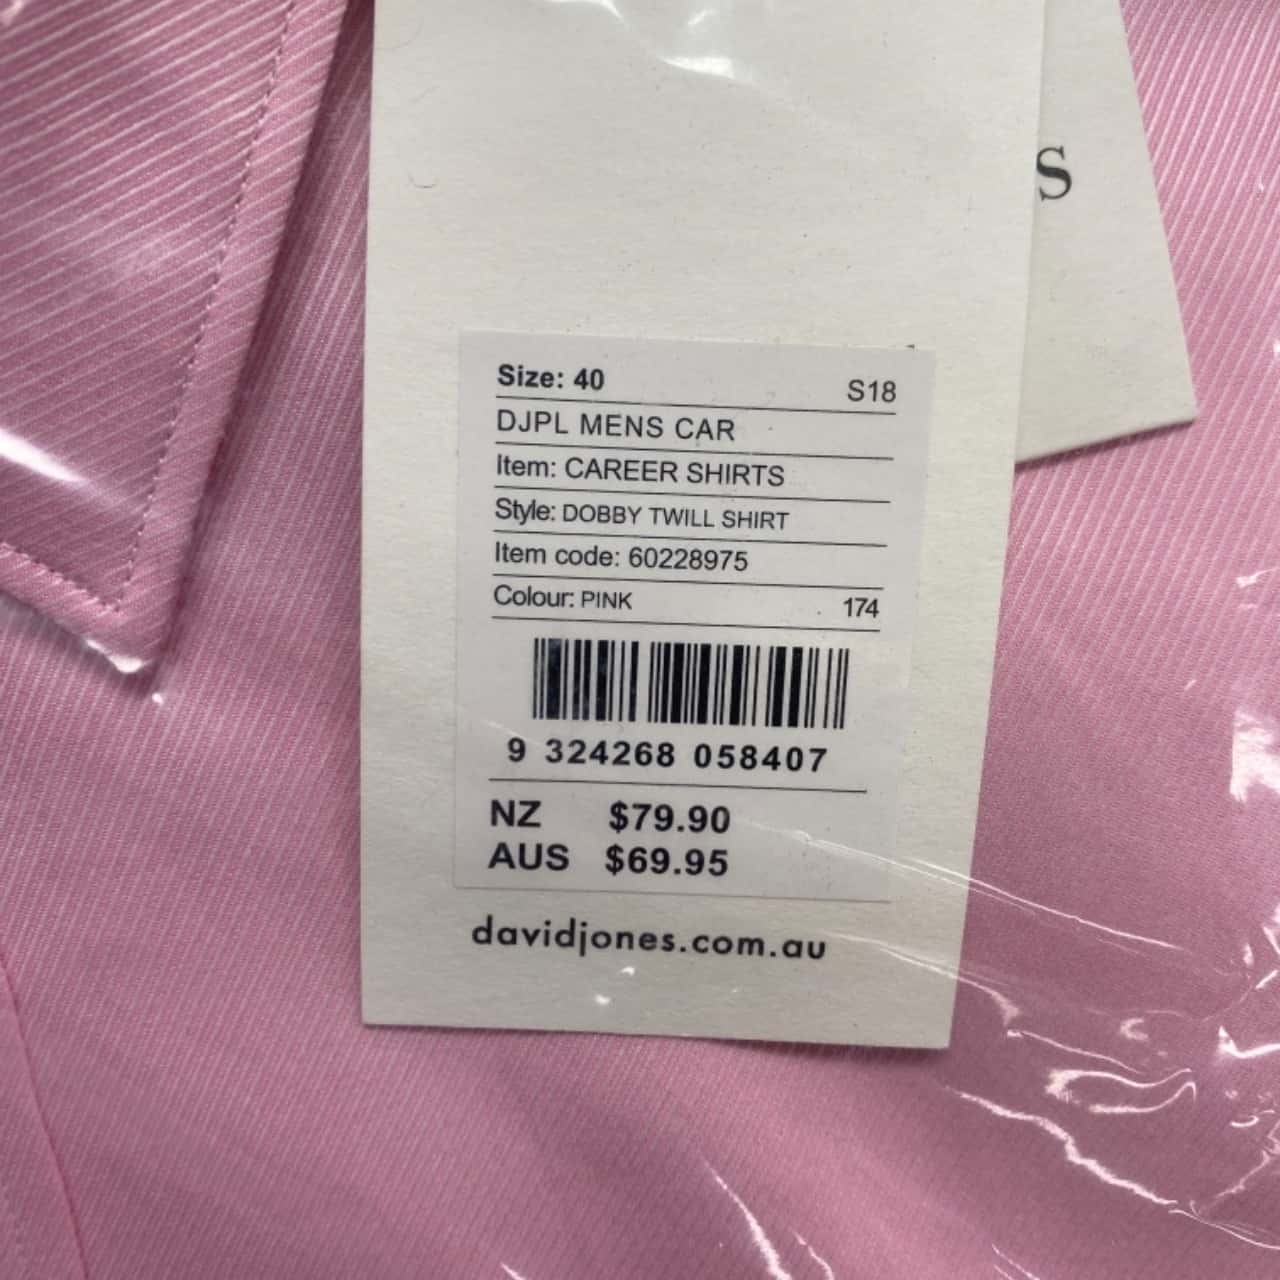 S
Size: 40 S18
DJPL MENS CAR
Item: CAREER SHIRTS
Style: DOBBY TWILL SHIRT
Item code: 60228975
Colour: PINK 174
9 324268 058407
NZ $79.90
AUS $69.95
davidjones.com.au